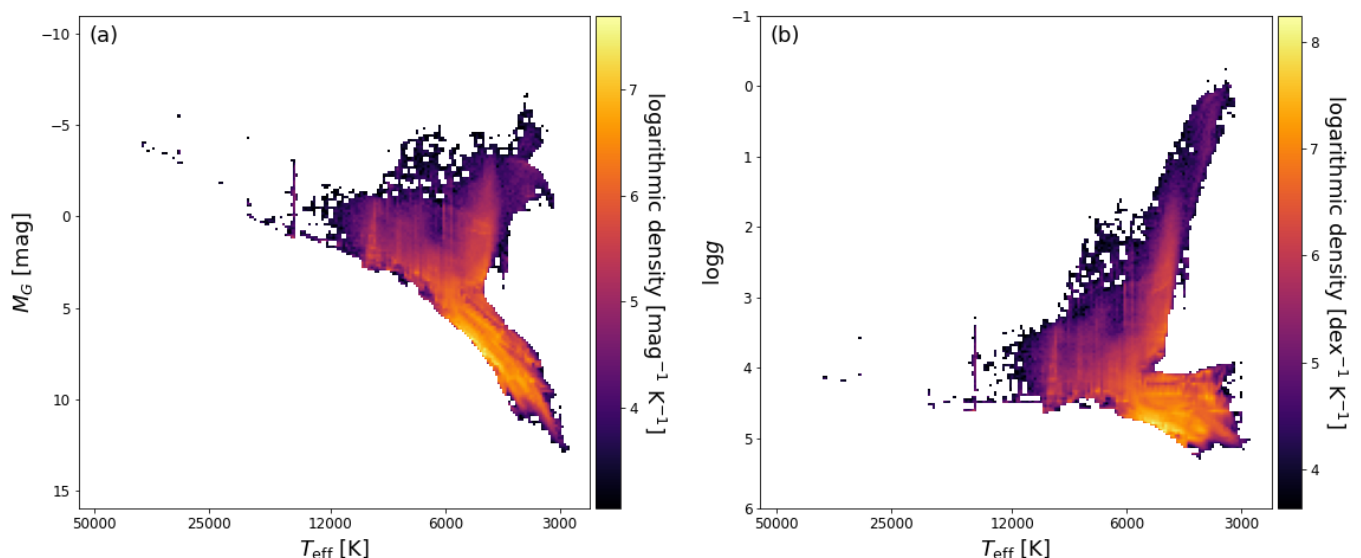 (a)
−10
−5
0
5
10
15
M_G [mag]
50000 25000 12000 6000 3000
T_eff [K]
7
6
5
4
logarithmic density [mag⁻¹ K⁻¹]
(b)
−1
0
1
2
3
4
5
6
logg
50000 25000 12000 6000 3000
T_eff [K]
8
7
6
5
4
logarithmic density [dex⁻¹ K⁻¹]